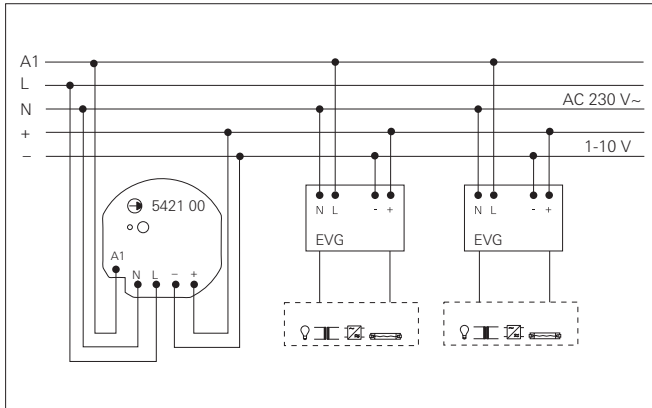 A1
L
N
AC 230 V~
+
–
1-10 V
5421 00
A1
N L – +
N L - +
EVG
N L - +
EVG